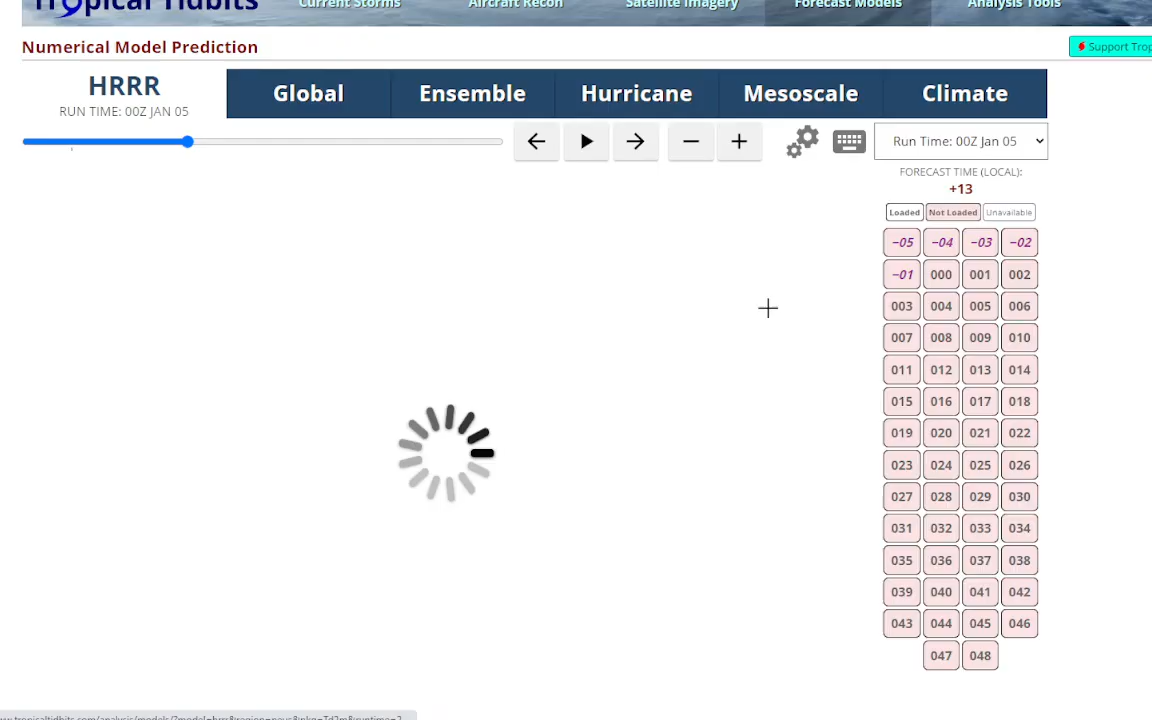 Tropical Tidbits
Current Storms Aircraft Recon Satellite Imagery Forecast Models Analysis Tools
Numerical Model Prediction
Support Trop
HRRR
RUN TIME: 00Z JAN 05
Global Ensemble Hurricane Mesoscale Climate
Run Time: 00Z Jan 05
FORECAST TIME (LOCAL):
+13
Loaded Not Loaded Unavailable
−05 −04 −03 −02
−01 000 001 002
003 004 005 006
007 008 009 010
011 012 013 014
015 016 017 018
019 020 021 022
023 024 025 026
027 028 029 030
031 032 033 034
035 036 037 038
039 040 041 042
043 044 045 046
047 048